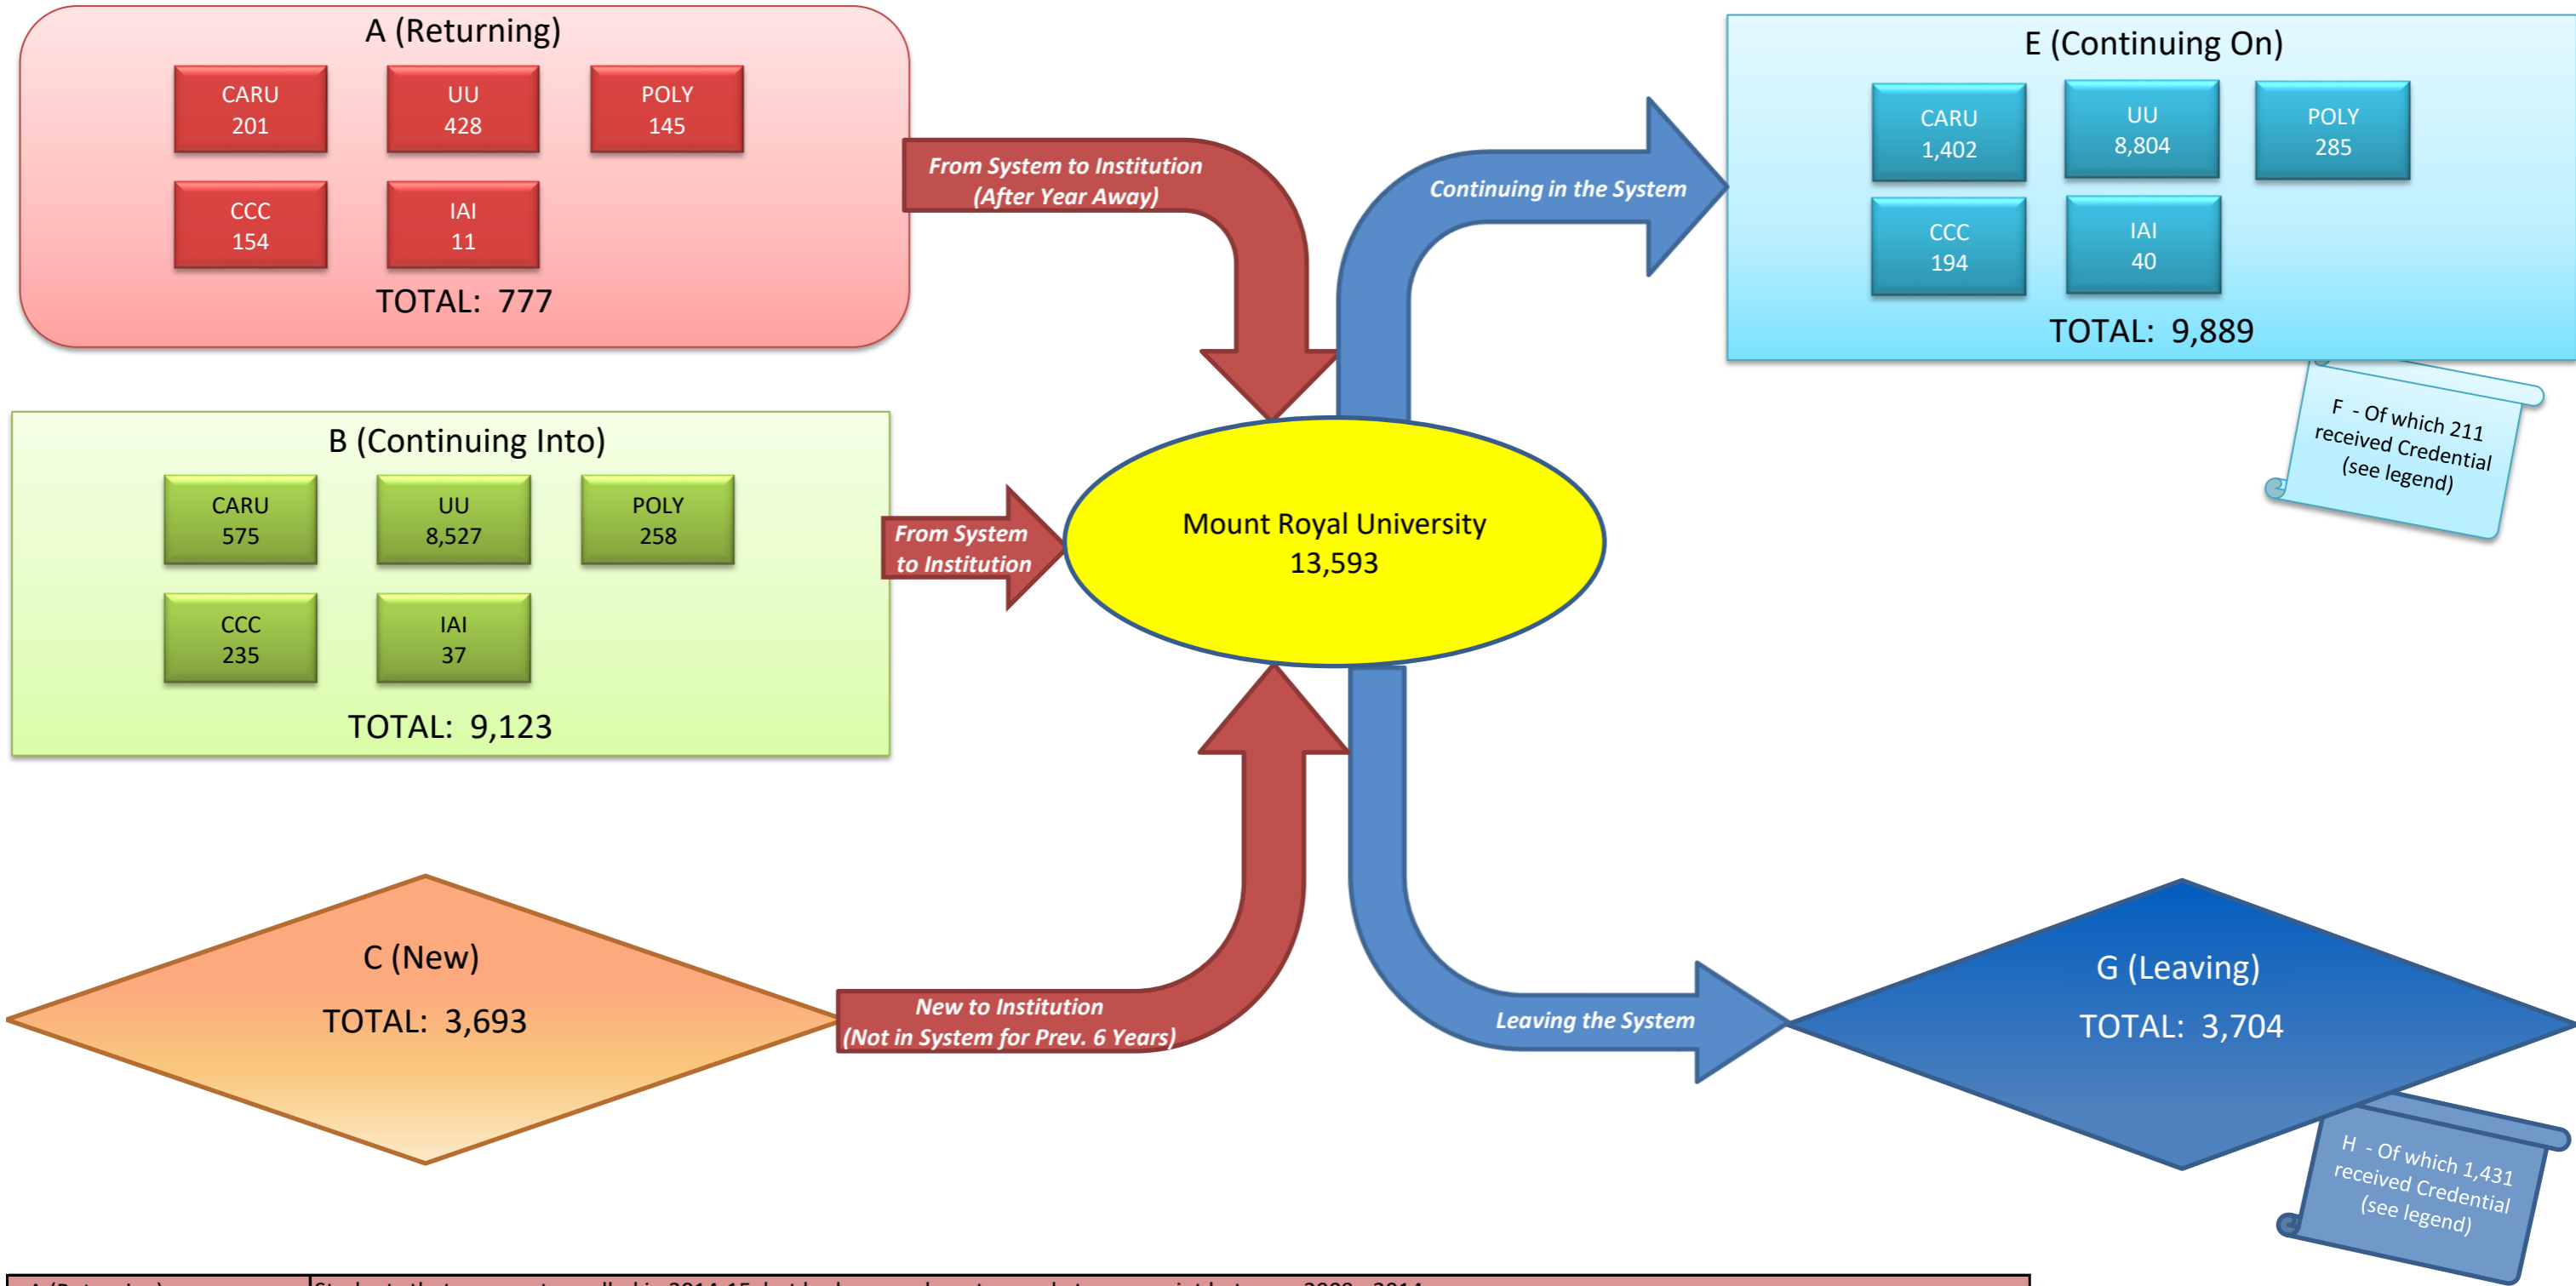 A (Returning)
CARU
201
UU
428
POLY
145
CCC
154
IAI
11
TOTAL: 777
From System to Institution
(After Year Away)
Continuing in the System
E (Continuing On)
CARU
1,402
UU
8,804
POLY
285
CCC
194
IAI
40
TOTAL: 9,889
F - Of which 211
received Credential
(see legend)
B (Continuing Into)
CARU
575
UU
8,527
POLY
258
CCC
235
IAI
37
TOTAL: 9,123
From System
to Institution
Mount Royal University
13,593
C (New)
TOTAL: 3,693
New to Institution
(Not in System for Prev. 6 Years)
Leaving the System
G (Leaving)
TOTAL: 3,704
H - Of which 1,431
received Credential
(see legend)